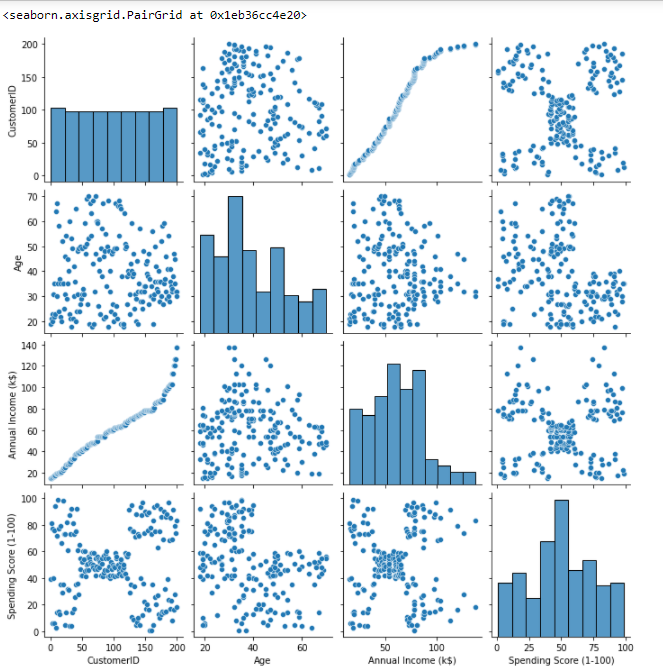 <seaborn.axisgrid.PairGrid at 0x1eb36cc4e20>
200
150
100
50
0
CustomerID
70
60
50
40
30
20
Age
140
120
100
80
60
40
20
Annual Income (k$)
100
80
60
40
20
0
Spending Score (1-100)
0 50 100 150 200
20 40 60
50 100
0 25 50 75 100
CustomerID Age Annual Income (k$) Spending Score (1-100)